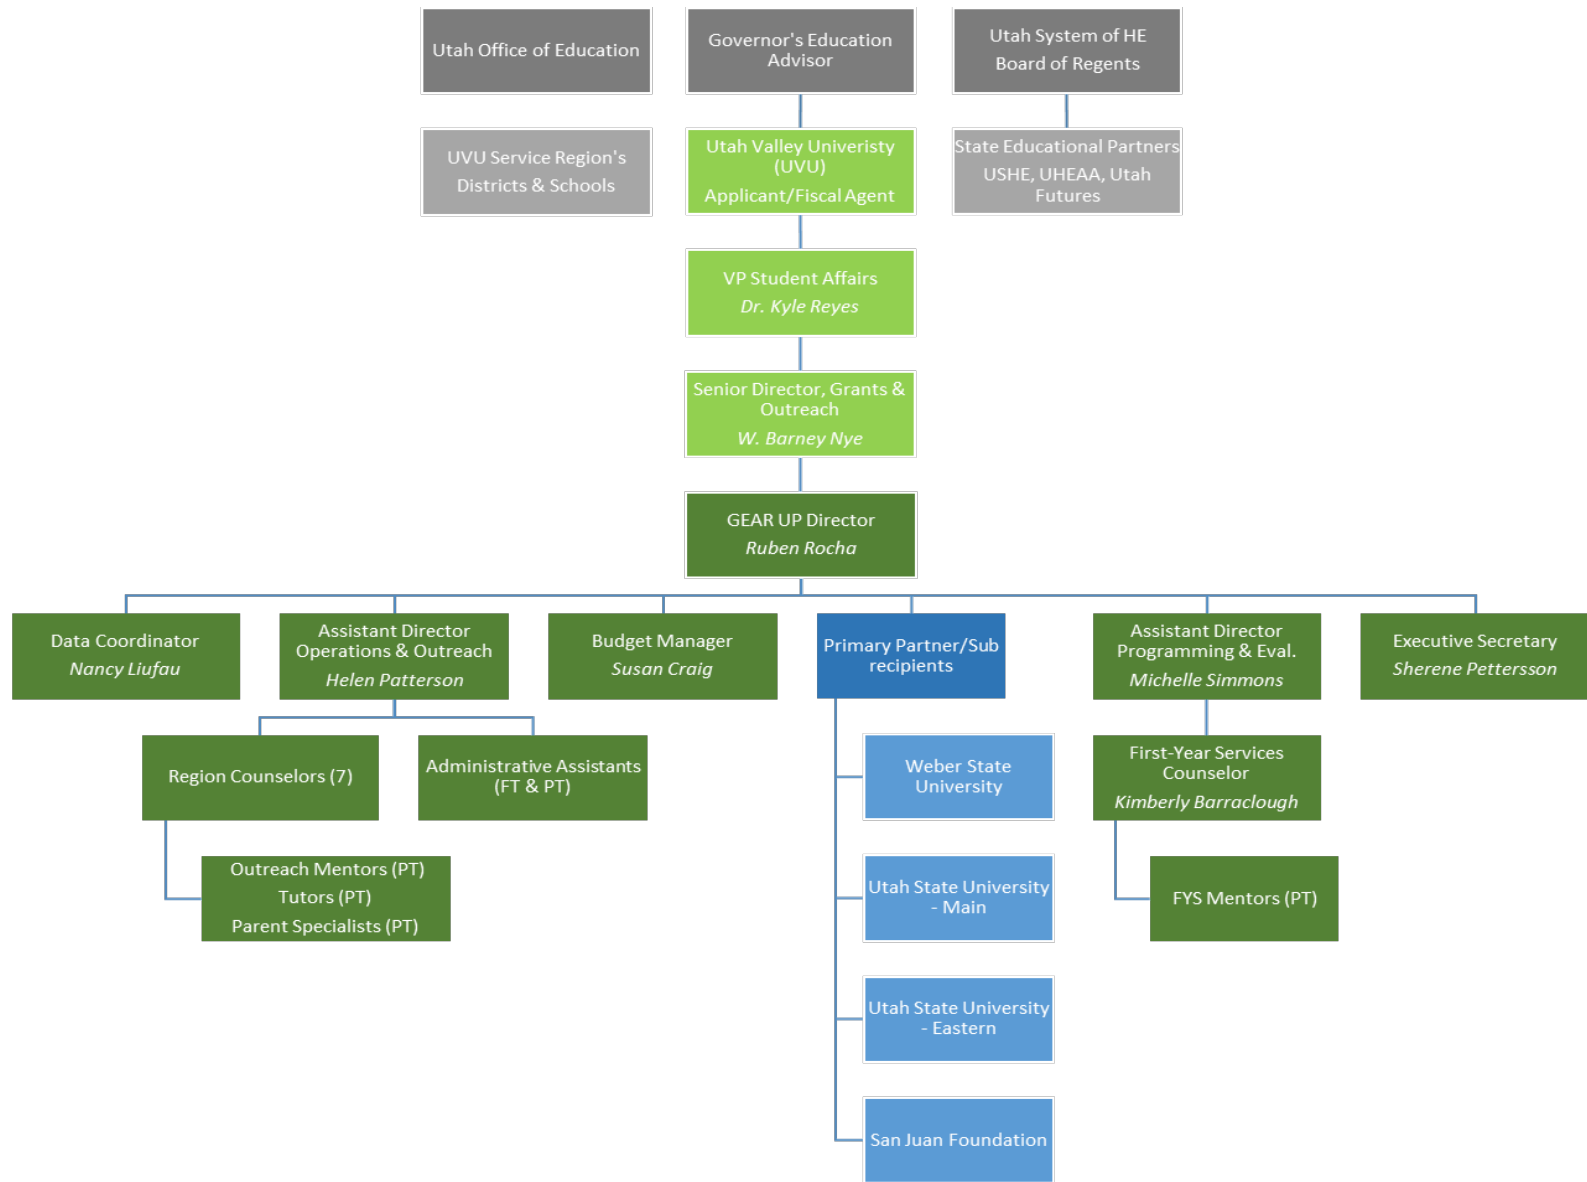 Utah Office of Education
Governor's Education
Advisor
Utah System of HE
Board of Regents
UVU Service Region's
Districts & Schools
Utah Valley Univeristy
(UVU)
Applicant/Fiscal Agent
State Educational Partners
USHE, UHEAA, Utah
Futures
VP Student Affairs
Dr. Kyle Reyes
Senior Director, Grants &
Outreach
W. Barney Nye
GEAR UP Director
Ruben Rocha
Data Coordinator
Nancy Liufau
Assistant Director
Operations & Outreach
Helen Patterson
Budget Manager
Susan Craig
Primary Partner/Sub
recipients
Assistant Director
Programming & Eval.
Michelle Simmons
Executive Secretary
Sherene Pettersson
Region Counselors (7)
Administrative Assistants
(FT & PT)
Weber State
University
First-Year Services
Counselor
Kimberly Barraclough
Outreach Mentors (PT)
Tutors (PT)
Parent Specialists (PT)
Utah State University
- Main
FYS Mentors (PT)
Utah State University
- Eastern
San Juan Foundation